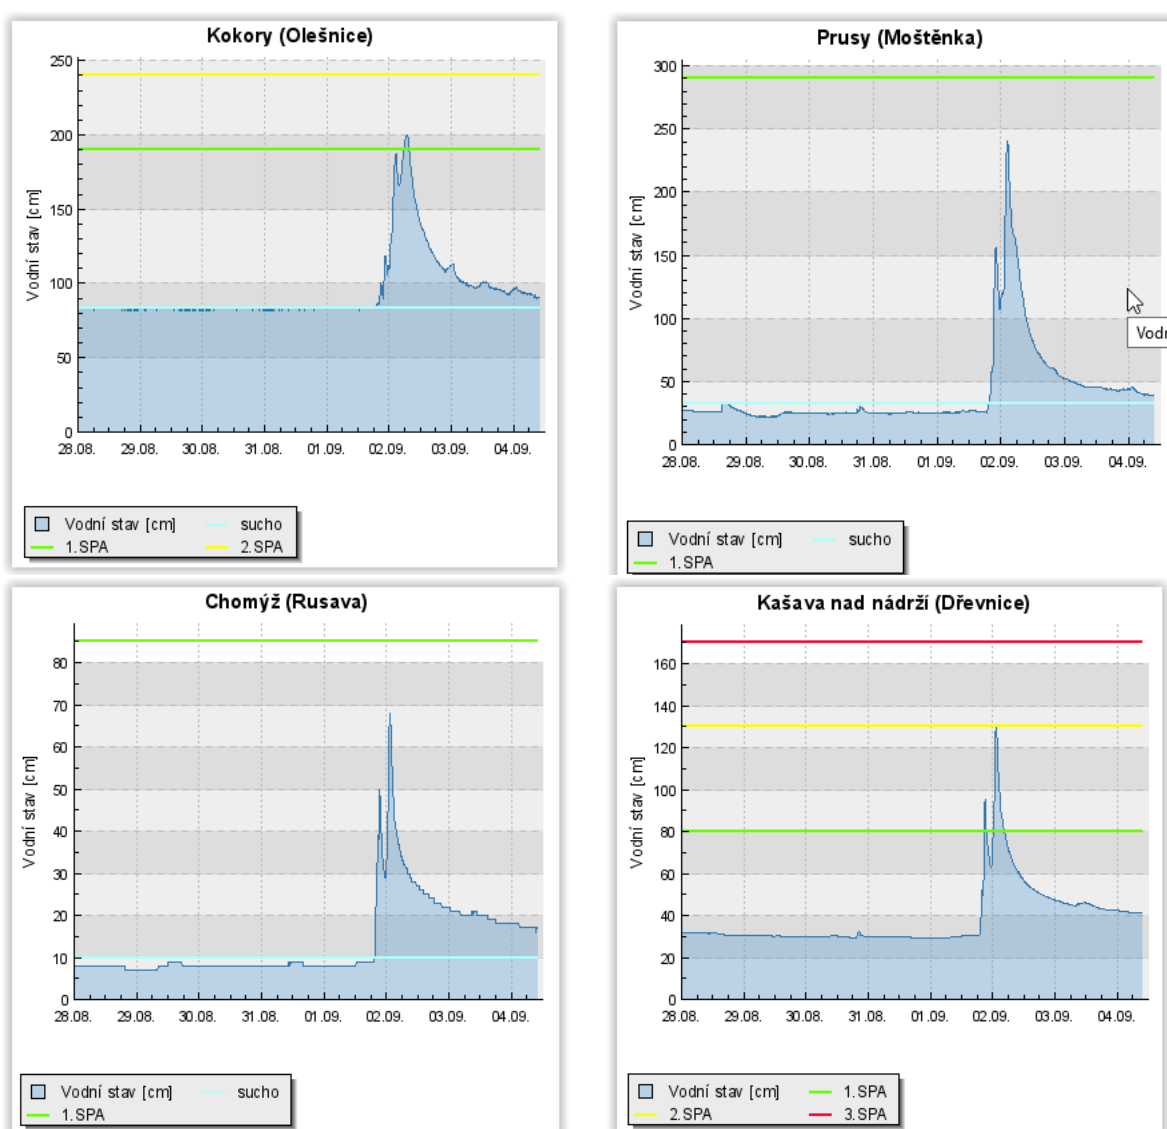 Kokory (Olešnice)
Vodní stav [cm]
250
200
150
100
50
0
28.08. 29.08. 30.08. 31.08. 01.09. 02.09. 03.09. 04.09.
Vodní stav [cm] sucho
1.SPA 2.SPA
Prusy (Moštěnka)
Vodní stav [cm]
300
250
200
150
100
50
0
28.08. 29.08. 30.08. 31.08. 01.09. 02.09. 03.09. 04.09.
Vodn
Vodní stav [cm] sucho
1.SPA
Chomýž (Rusava)
Vodní stav [cm]
80
70
60
50
40
30
20
10
0
28.08. 29.08. 30.08. 31.08. 01.09. 02.09. 03.09. 04.09.
Vodní stav [cm] sucho
1.SPA
Kašava nad nádrží (Dřevnice)
Vodní stav [cm]
160
140
120
100
80
60
40
20
0
28.08. 29.08. 30.08. 31.08. 01.09. 02.09. 03.09. 04.09.
Vodní stav [cm] 1.SPA
2.SPA 3.SPA